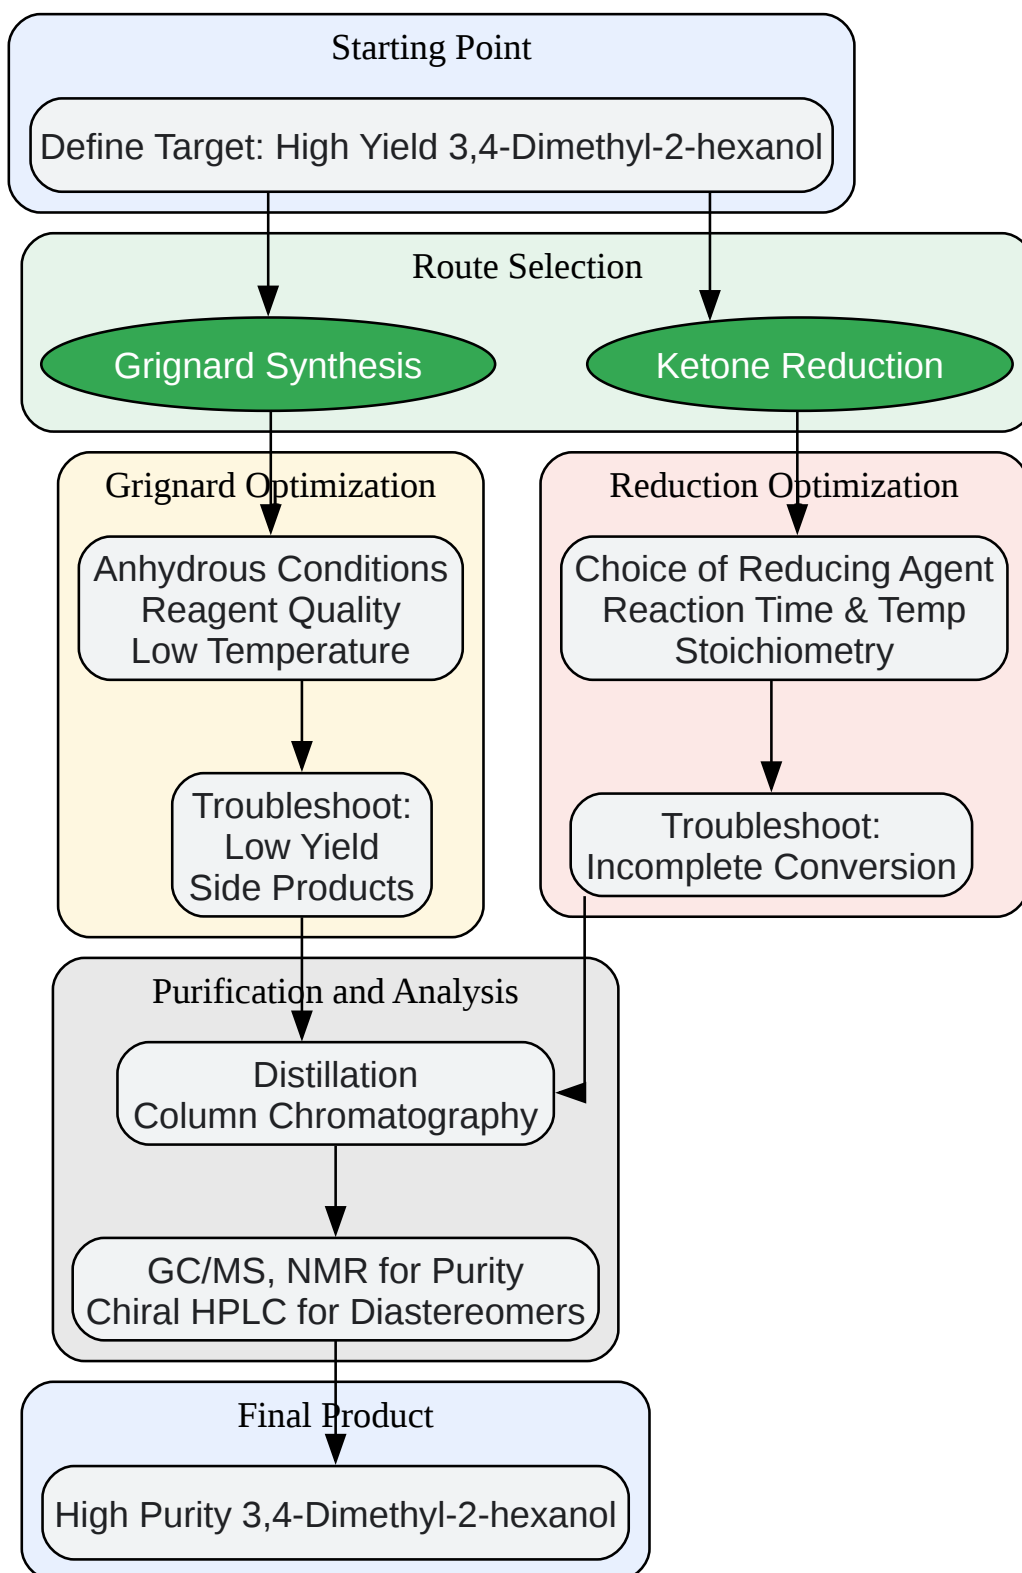 Starting Point
Define Target: High Yield 3,4-Dimethyl-2-hexanol
Route Selection
Grignard Synthesis
Ketone Reduction
Grignard Optimization
Anhydrous Conditions
Reagent Quality
Low Temperature
Troubleshoot:
Low Yield
Side Products
Reduction Optimization
Choice of Reducing Agent
Reaction Time & Temp
Stoichiometry
Troubleshoot:
Incomplete Conversion
Purification and Analysis
Distillation
Column Chromatography
GC/MS, NMR for Purity
Chiral HPLC for Diastereomers
Final Product
High Purity 3,4-Dimethyl-2-hexanol